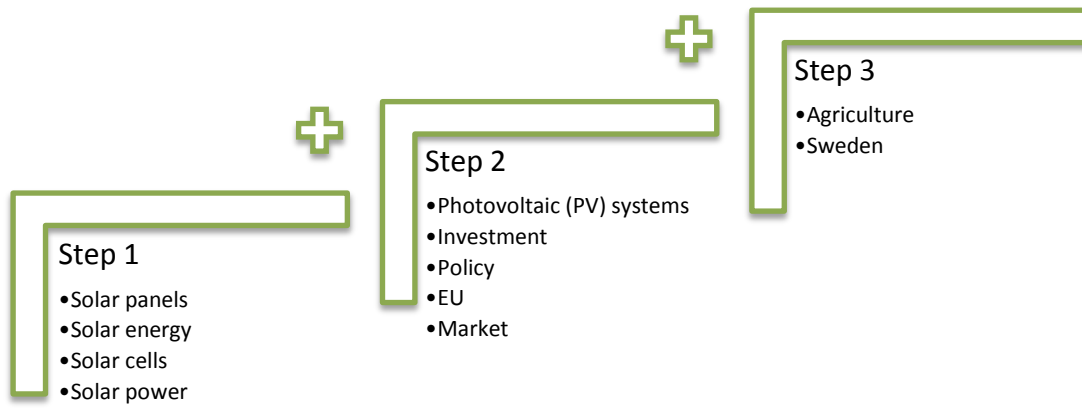 Step 1
•Solar panels
•Solar energy
•Solar cells
•Solar power
Step 2
•Photovoltaic (PV) systems
•Investment
•Policy
•EU
•Market
Step 3
•Agriculture
•Sweden